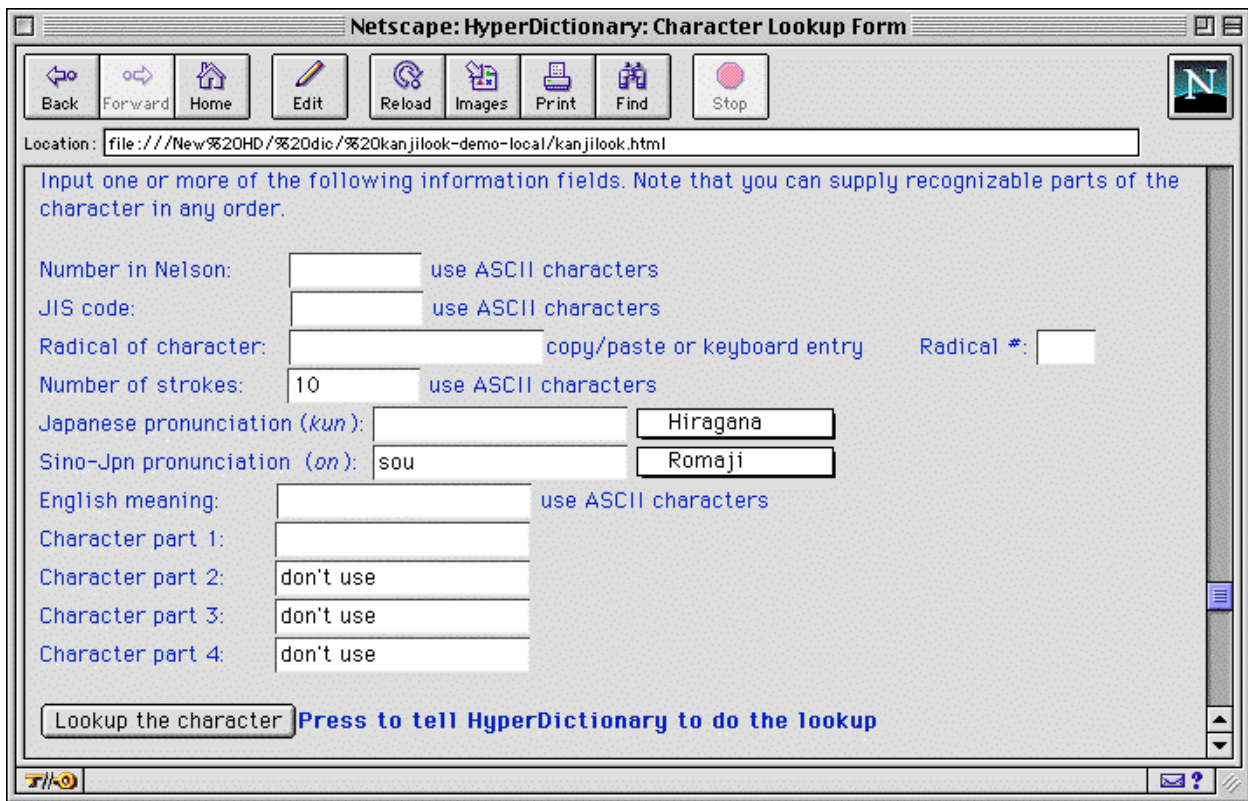 Netscape: HyperDictionary: Character Lookup Form
Back Forward Home Edit Reload Images Print Find Stop N
Location: file:///New%20HD/%20dic/%20kanjilook-demo-local/kanjilook.html
Input one or more of the following information fields. Note that you can supply recognizable parts of the
character in any order.
Number in Nelson: use ASCII characters
JIS code: use ASCII characters
Radical of character: copy/paste or keyboard entry Radical #:
Number of strokes: 10 use ASCII characters
Japanese pronunciation (kun): Hiragana
Sino-Jpn pronunciation (on): sou Romaji
English meaning: use ASCII characters
Character part 1:
Character part 2: don't use
Character part 3: don't use
Character part 4: don't use
Lookup the character Press to tell HyperDictionary to do the lookup
?